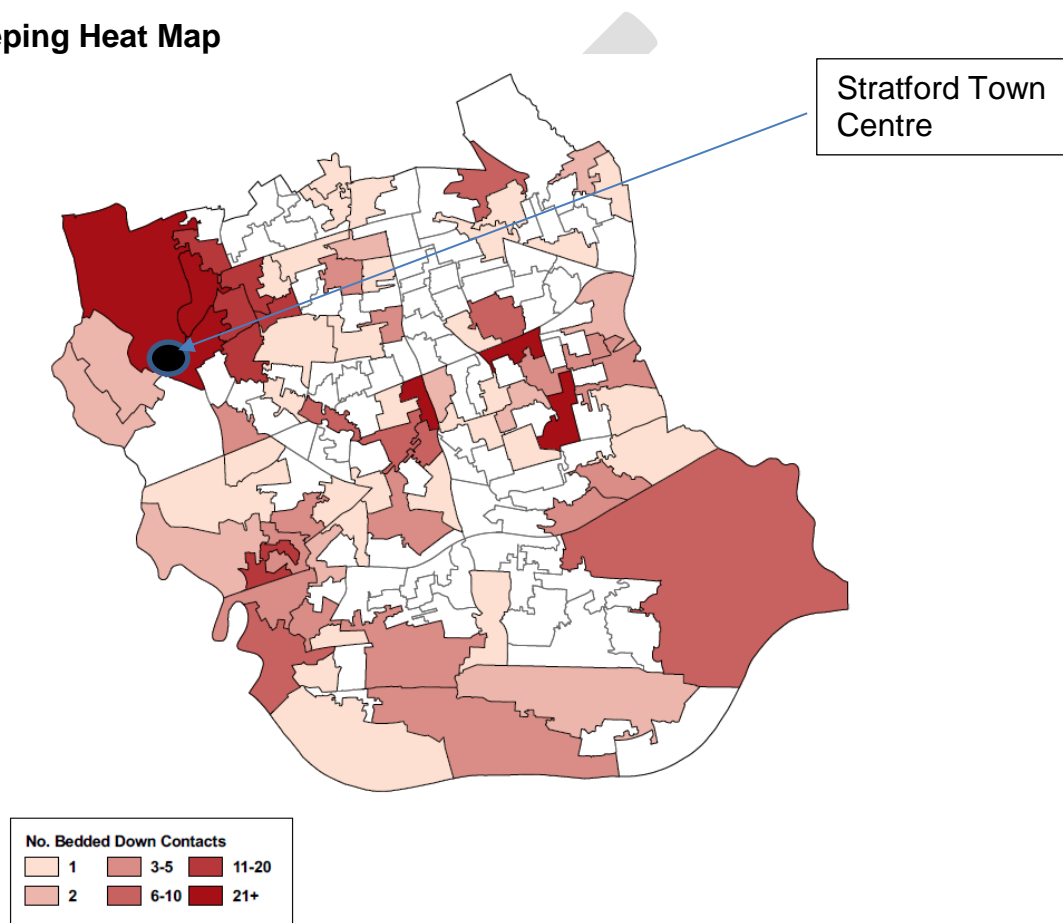 eping Heat Map
Stratford Town
Centre
No. Bedded Down Contacts
1 3-5 11-20
2 6-10 21+